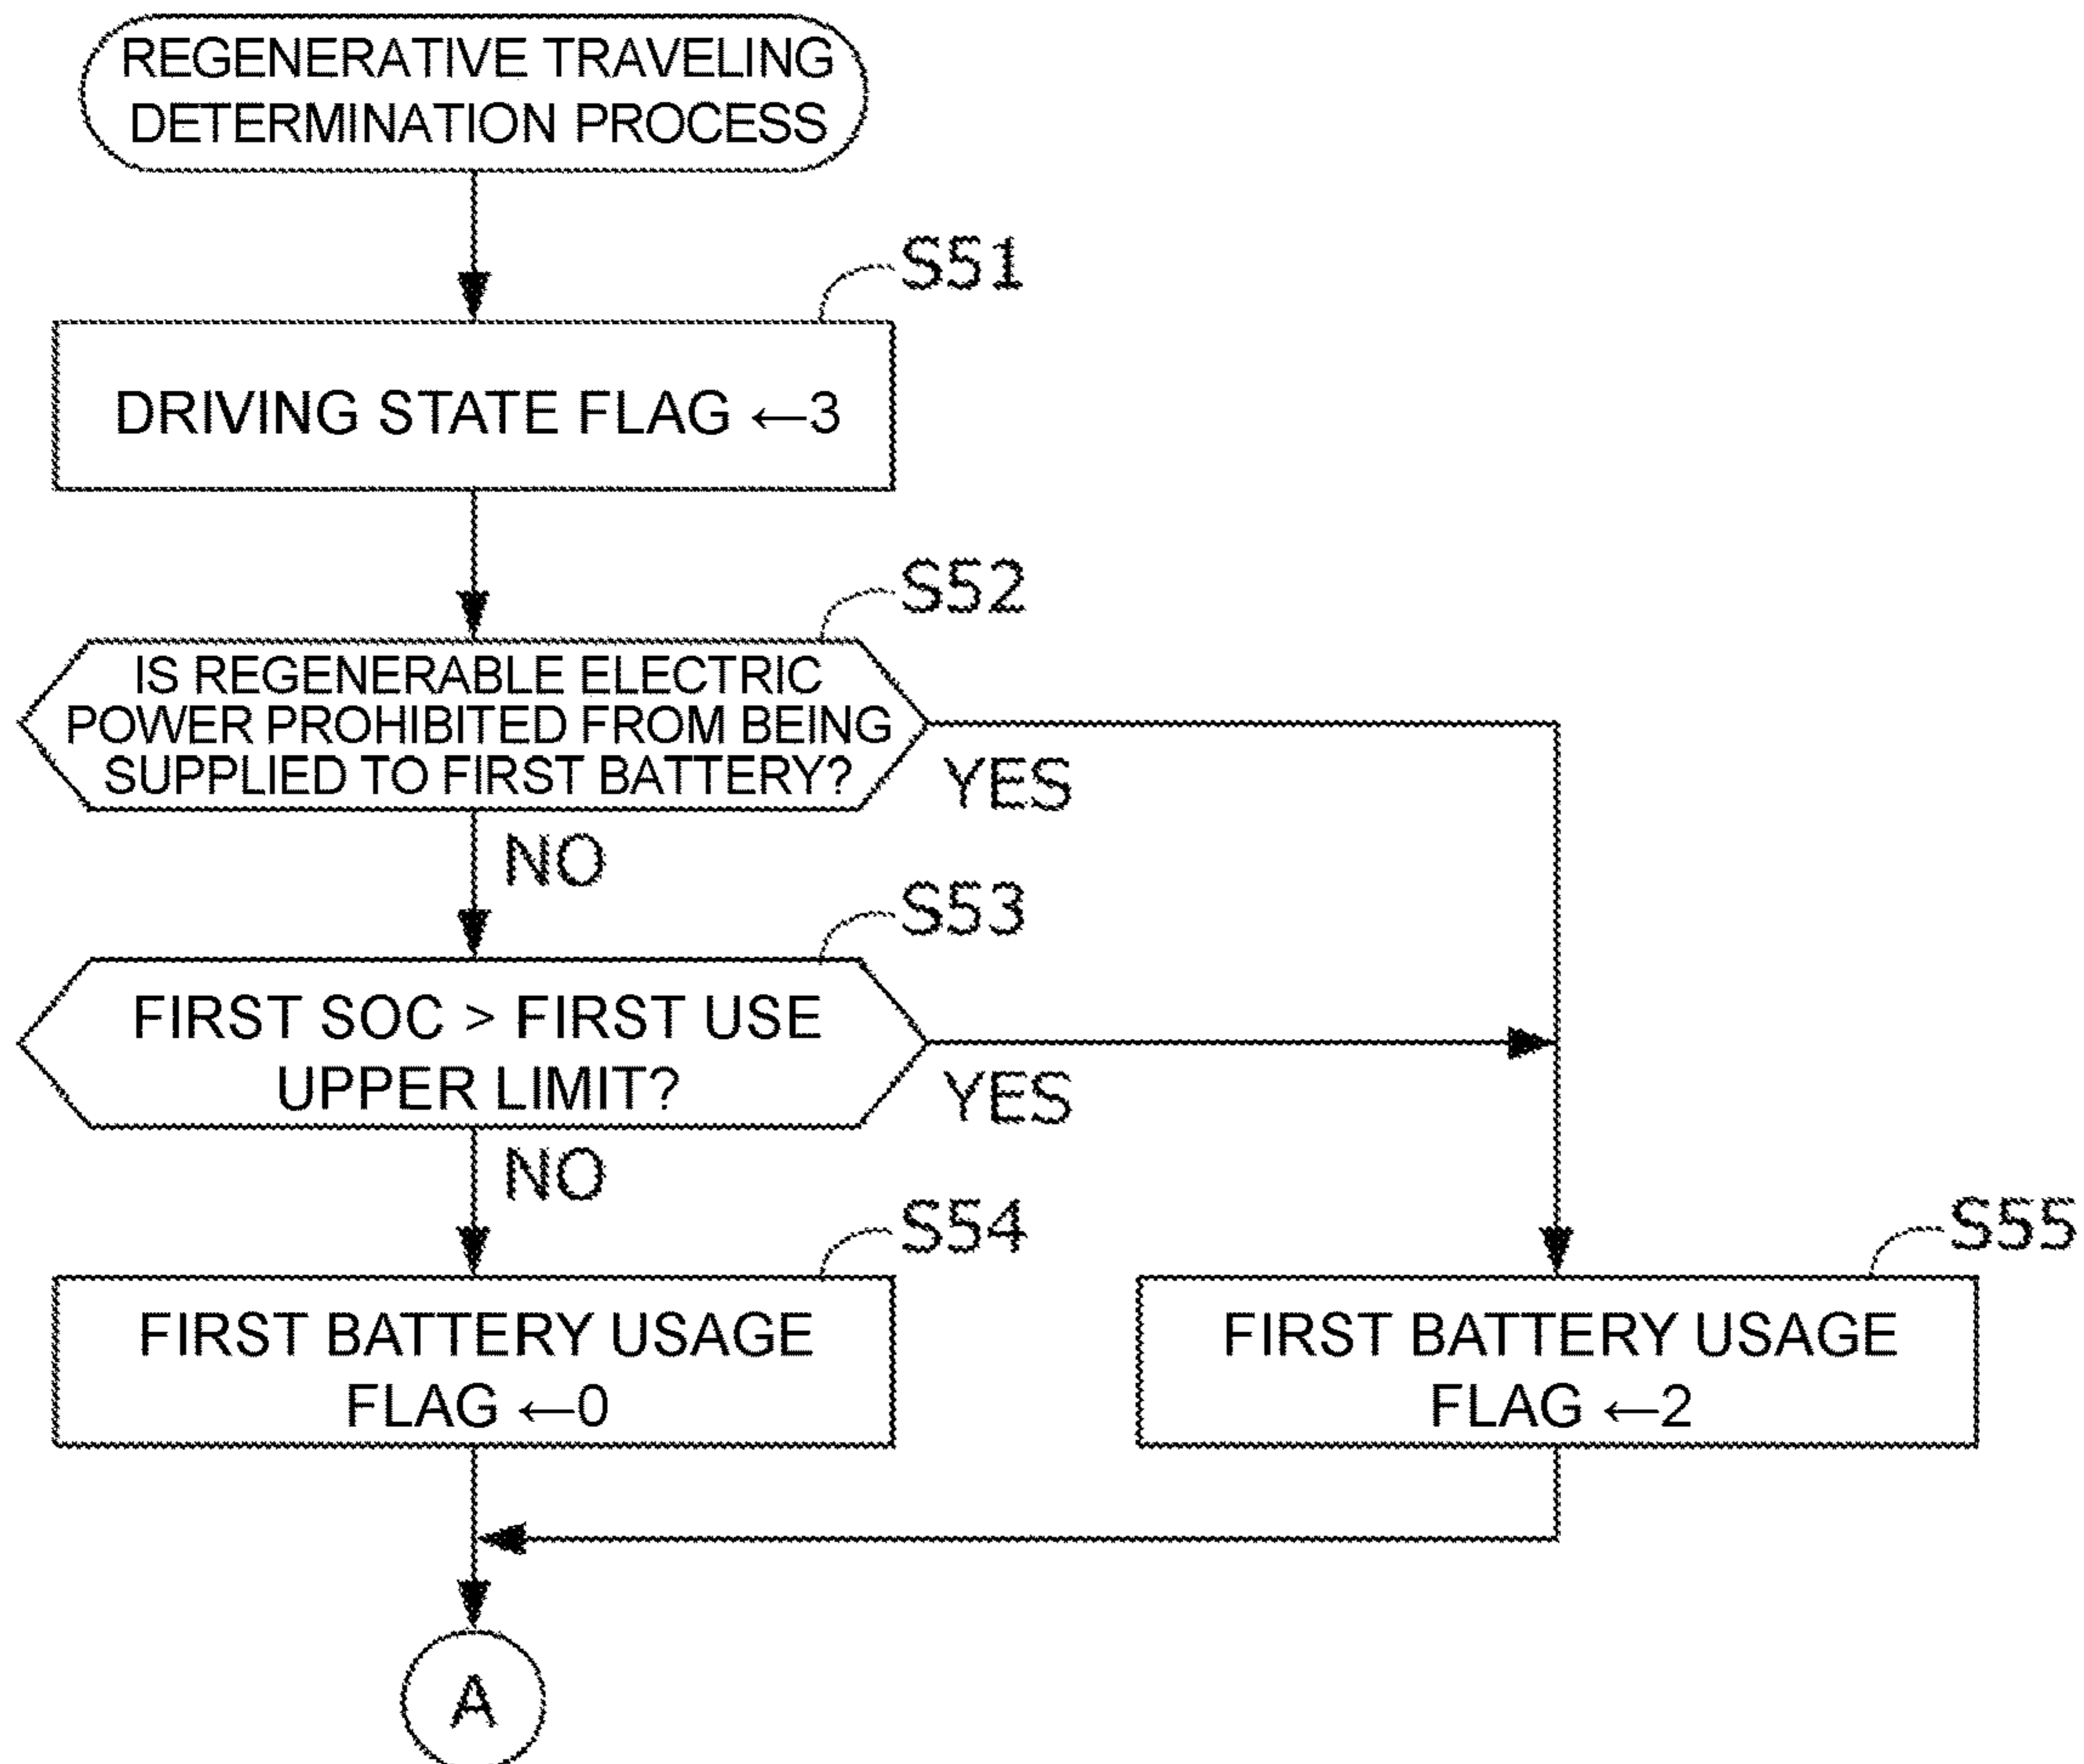 REGENERATIVE TRAVELING
DETERMINATION PROCESS
S51
DRIVING STATE FLAG ←3
S52
IS REGENERABLE ELECTRIC
POWER PROHIBITED FROM BEING
SUPPLIED TO FIRST BATTERY?
YES
NO
S53
FIRST SOC > FIRST USE
UPPER LIMIT?
YES
NO
S54
FIRST BATTERY USAGE
FLAG ←0
S55
FIRST BATTERY USAGE
FLAG ←2
A